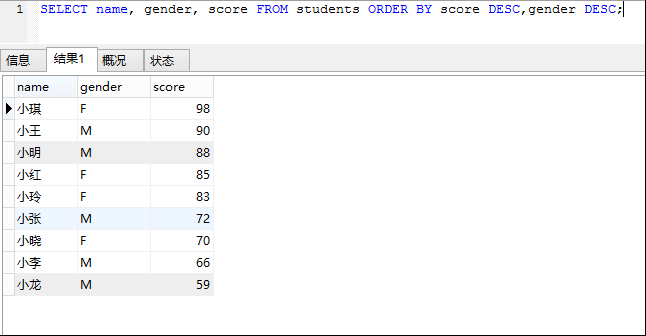 1 SELECT name, gender, score FROM students ORDER BY score DESC,gender DESC;
信息 结果1 概况 状态
name gender score
小琪 F 98
小王 M 90
小明 M 88
小红 F 85
小玲 F 83
小张 M 72
小晓 F 70
小李 M 66
小龙 M 59